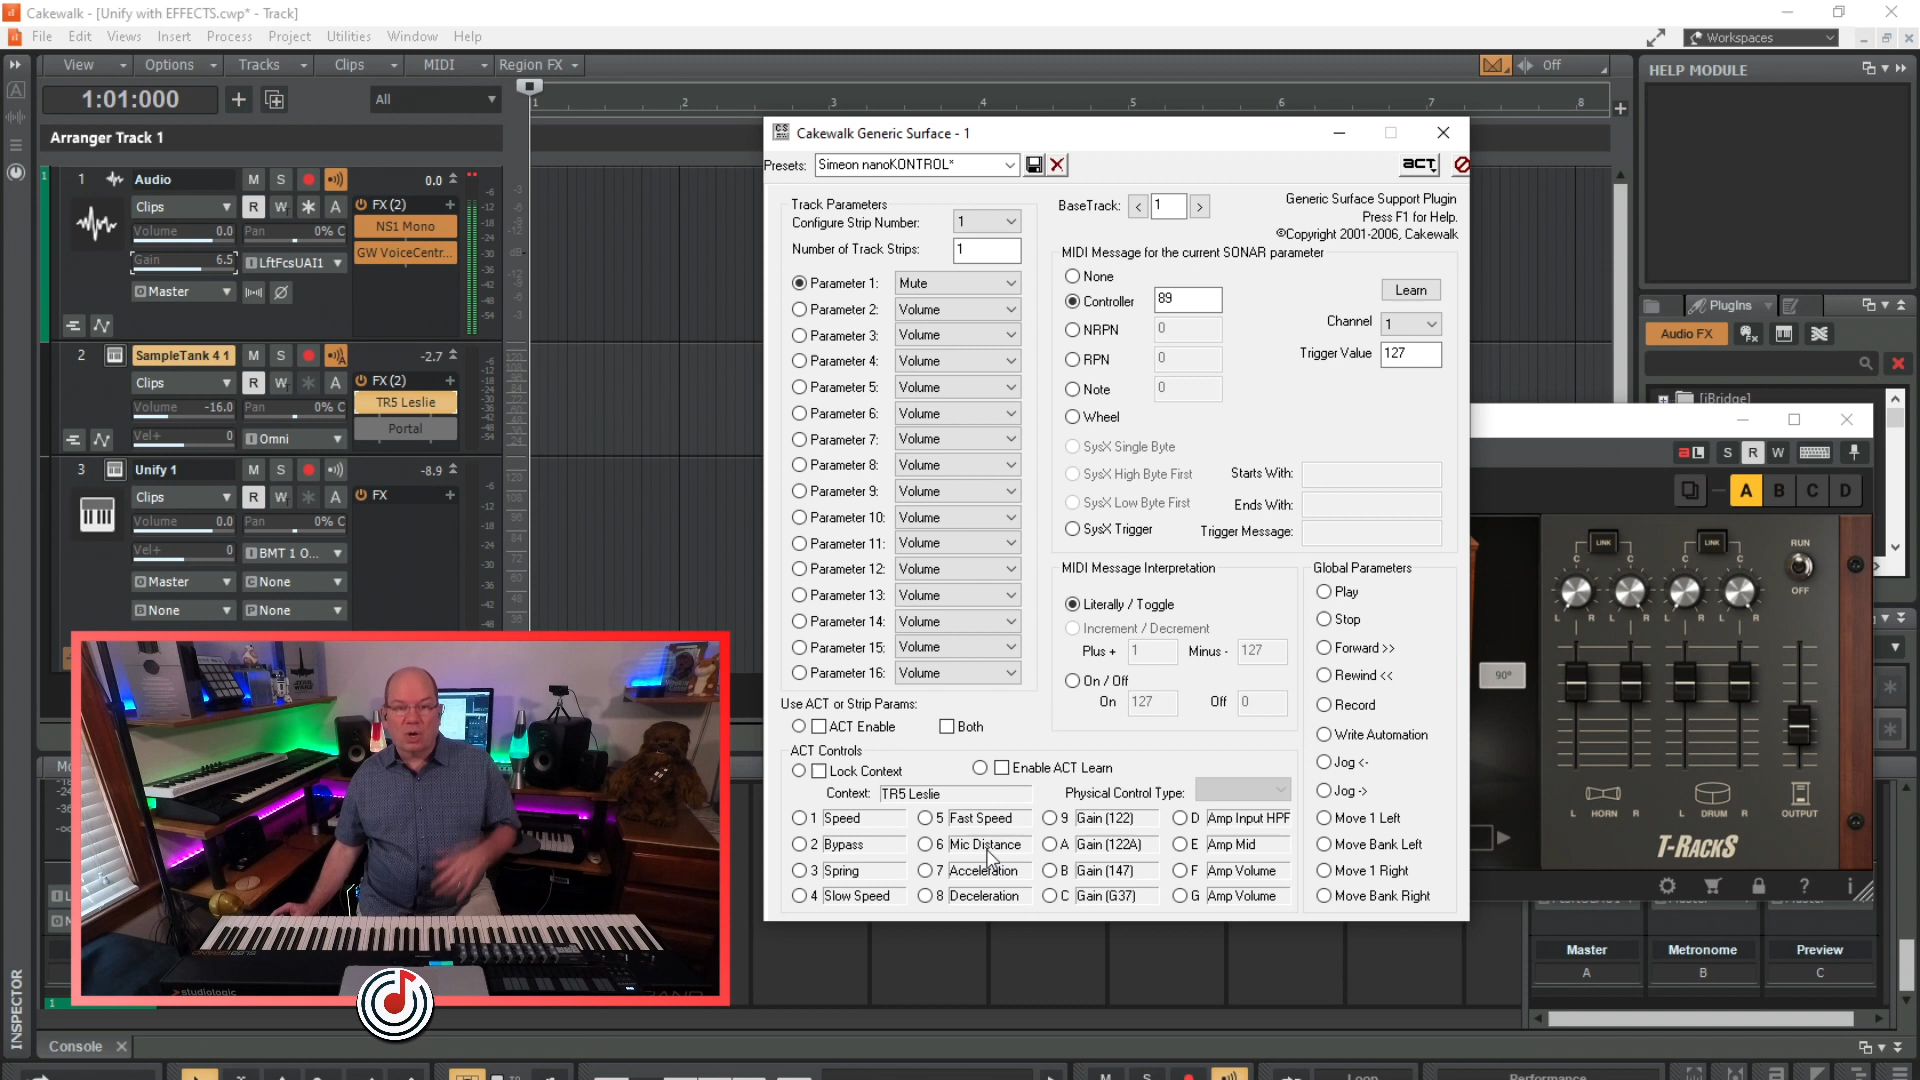 Cakewalk - [Unify with EFFECTS.cwp* - Track]
File Edit Views Insert Process Project Utilities Window Help
Workspaces
View Options Tracks Clips MIDI Region FX Off
HELP MODULE
1:01:000
All
1 2 3 4 5 6 7 8
Arranger Track 1
1 Audio M S 0.0
Clips R W A FX (2)
Volume 0.0 Pan 0% C NS1 Mono
Gain 6.5 LftFcsUAI1 GW VoiceCentr...
Master
2 SampleTank 4 1 M S -2.7
Clips R W A FX (2)
Volume -16.0 Pan 0% C TR5 Leslie
Portal
Vel+ 0 Omni
3 Unify 1 M S -8.9
Clips R W A FX
Volume 0.0 Pan 0% C
Vel+ 0 BMT 1 O...
Master None
None None
Cakewalk Generic Surface - 1
Presets: Simeon nanoKONTROL*
ACT
Track Parameters
Configure Strip Number: 1
Number of Track Strips: 1
Parameter 1: Mute
Parameter 2: Volume
Parameter 3: Volume
Parameter 4: Volume
Parameter 5: Volume
Parameter 6: Volume
Parameter 7: Volume
Parameter 8: Volume
Parameter 9: Volume
Parameter 10: Volume
Parameter 11: Volume
Parameter 12: Volume
Parameter 13: Volume
Parameter 14: Volume
Parameter 15: Volume
Parameter 16: Volume
Use ACT or Strip Params:
ACT Enable Both
BaseTrack: < 1 >
Generic Surface Support Plugin
Press F1 for Help.
©Copyright 2001-2006, Cakewalk
MIDI Message for the current SONAR parameter
None
Controller 89
Learn
NRPN 0
Channel 1
RPN 0
Trigger Value 127
Note 0
Wheel
SysX Single Byte
SysX High Byte First Starts With:
SysX Low Byte First Ends With:
SysX Trigger Trigger Message:
MIDI Message Interpretation
Literally / Toggle
Increment / Decrement
Plus + 1 Minus - 127
On / Off
On 127 Off 0
Global Parameters
Play
Stop
Forward >>
Rewind <<
Record
Write Automation
Jog <-
Jog ->
Move 1 Left
Move Bank Left
Move 1 Right
Move Bank Right
ACT Controls
Lock Context Enable ACT Learn
Context: TR5 Leslie Physical Control Type:
1 Speed 5 Fast Speed 9 Gain (122) D Amp Input HPF
2 Bypass 6 Mic Distance A Gain (122A) E Amp Mid
3 Spring 7 Acceleration B Gain (147) F Amp Volume
4 Slow Speed 8 Deceleration C Gain (G37) G Amp Volume
PlugIns
Audio FX
[iBridge]
S R W
A B C D
LINK LINK RUN
C C C C
OFF
L R L R L R L R
90°
L HORN R L DRUM R OUTPUT
T-RackS
Master Metronome Preview
A B C
INSPECTOR
Console
studiologic
STAR WARS
M S Loop Performance